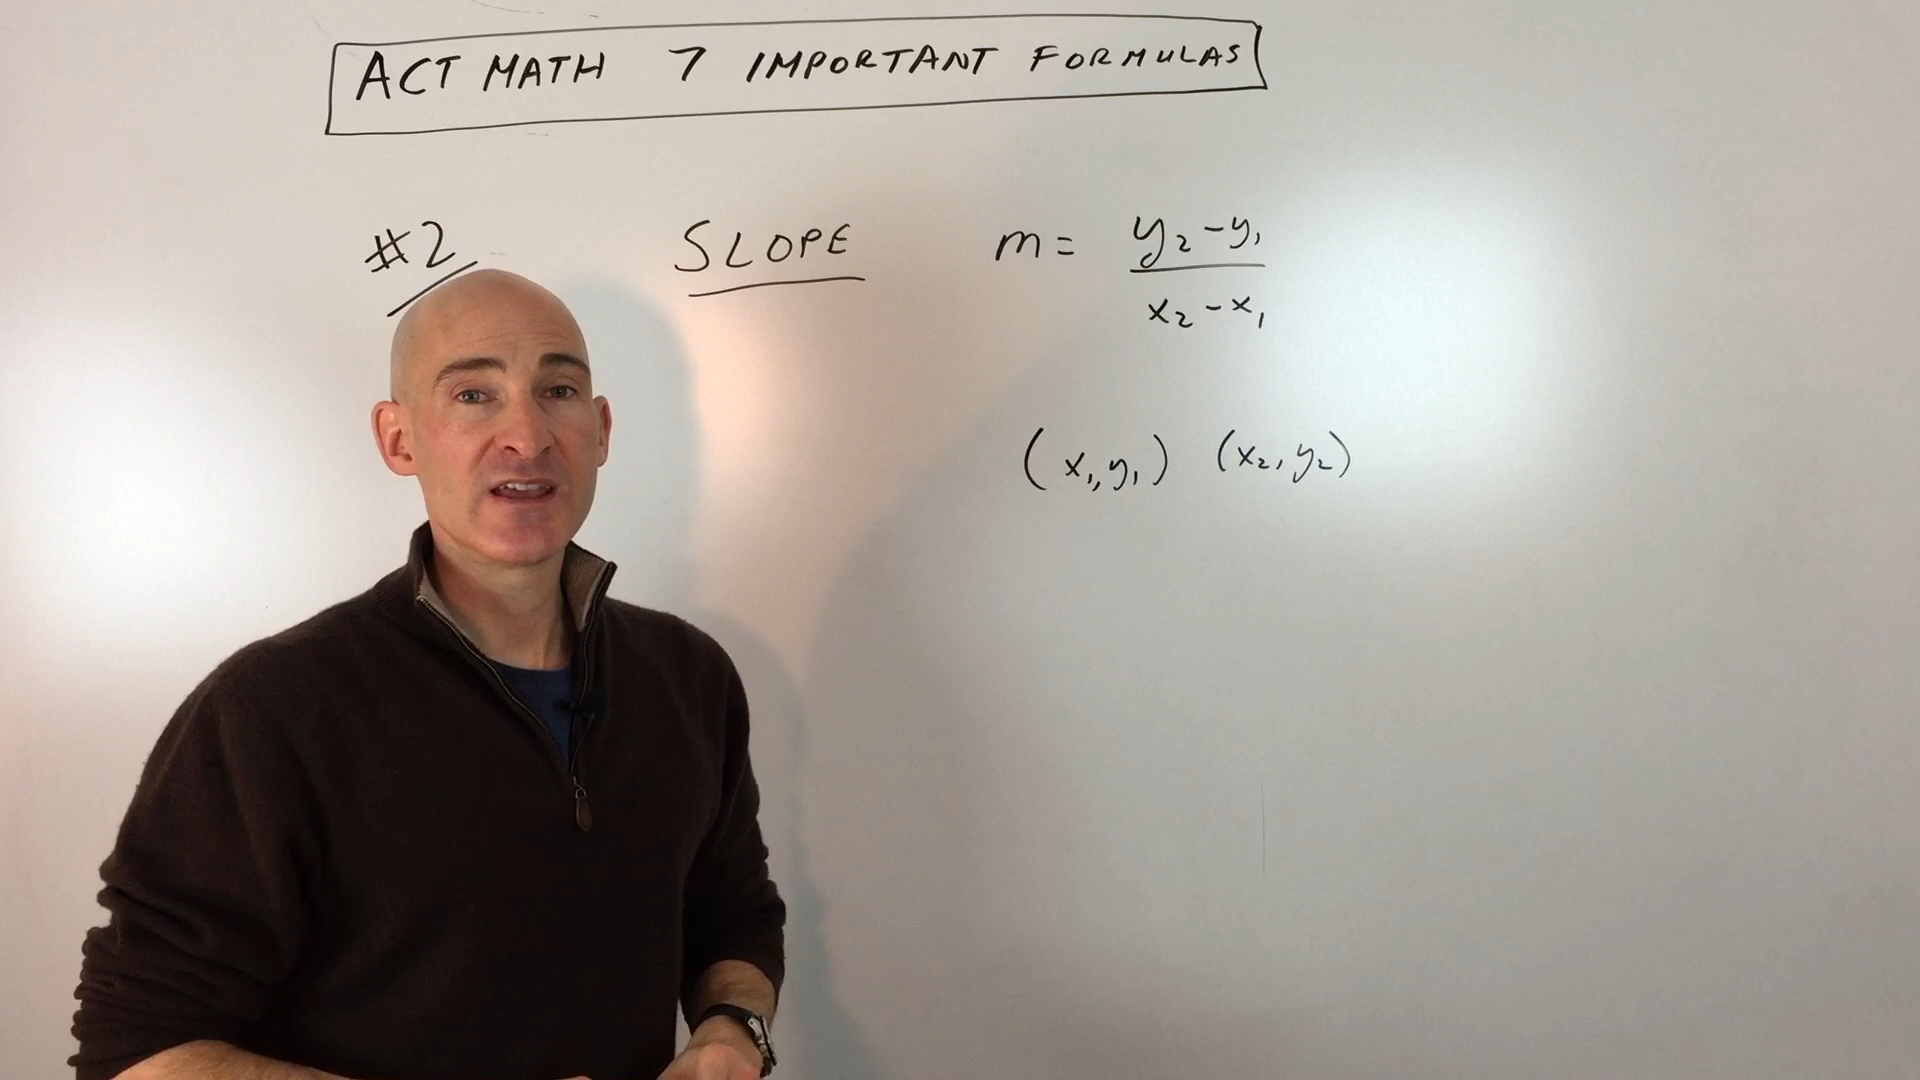 ACT MATH 7 IMPORTANT FORMULAS
#2 SLOPE m = y₂-y₁
x₂-x₁
(x₁,y₁) (x₂,y₂)